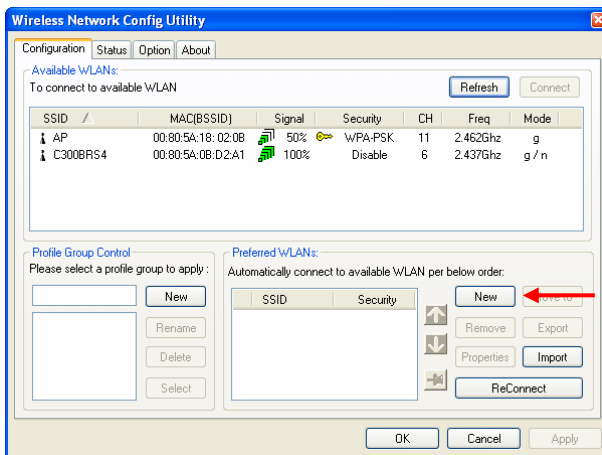 Wireless Network Config Utility
Configuration Status Option About
Available WLANs:
To connect to available WLAN
Refresh Connect
SSID MAC(BSSID) Signal Security CH Freq Mode
AP 00:80:5A:18:02:0B 50% WPA-PSK 11 2.462Ghz g
C300BRS4 00:80:5A:0B:D2:A1 100% Disable 6 2.437Ghz g / n
Profile Group Control
Please select a profile group to apply :
New
Rename
Delete
Select
Preferred WLANs:
Automatically connect to available WLAN per below order:
SSID Security
New
Remove Export
Properties Import
ReConnect
OK Cancel Apply